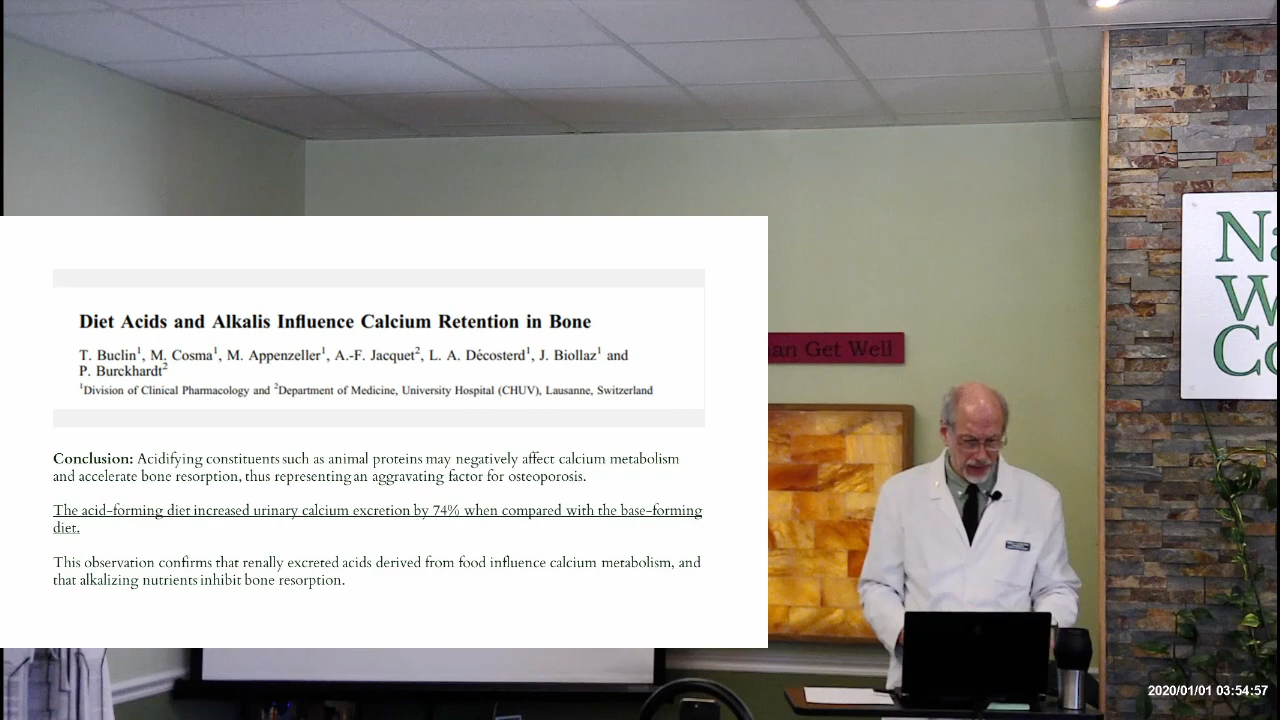 Diet Acids and Alkalis Influence Calcium Retention in Bone
T. Buclin¹, M. Cosma¹, M. Appenzeller¹, A.-F. Jacquet², L. A. Décosterd¹, J. Biollaz¹ and
P. Burckhardt²
¹Division of Clinical Pharmacology and ²Department of Medicine, University Hospital (CHUV), Lausanne, Switzerland
Conclusion: Acidifying constituents such as animal proteins may negatively affect calcium metabolism
and accelerate bone resorption, thus representing an aggravating factor for osteoporosis.
The acid-forming diet increased urinary calcium excretion by 74% when compared with the base-forming
diet.
This observation confirms that renally excreted acids derived from food influence calcium metabolism, and
that alkalizing nutrients inhibit bone resorption.
an Get Well
Na
W
Co
2020/01/01 03:54:57